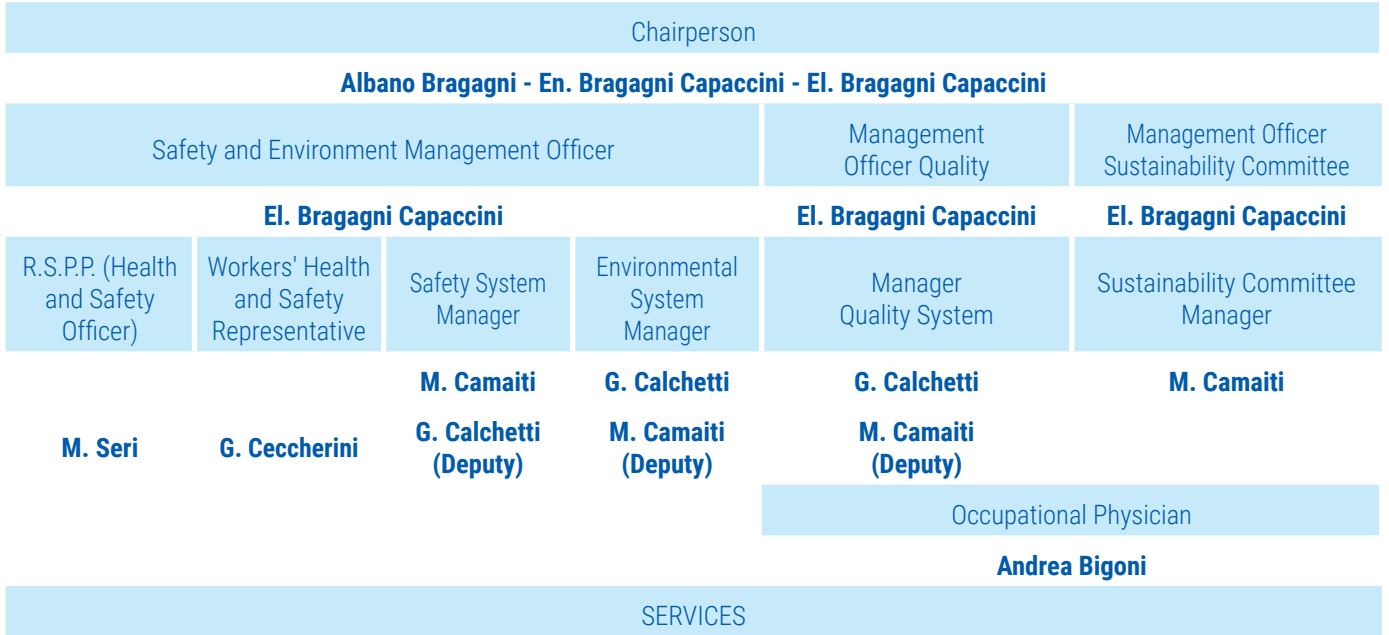 Chairperson
Albano Bragagni - En. Bragagni Capaccini - El. Bragagni Capaccini
Safety and Environment Management Officer
Management
Officer Quality
Management Officer
Sustainability Committee
El. Bragagni Capaccini
El. Bragagni Capaccini
El. Bragagni Capaccini
R.S.P.P. (Health
and Safety
Officer)
Workers' Health
and Safety
Representative
Safety System
Manager
Environmental
System
Manager
Manager
Quality System
Sustainability Committee
Manager
M. Seri
G. Ceccherini
M. Camaiti
G. Calchetti
(Deputy)
G. Calchetti
M. Camaiti
(Deputy)
G. Calchetti
M. Camaiti
(Deputy)
M. Camaiti
Occupational Physician
Andrea Bigoni
SERVICES